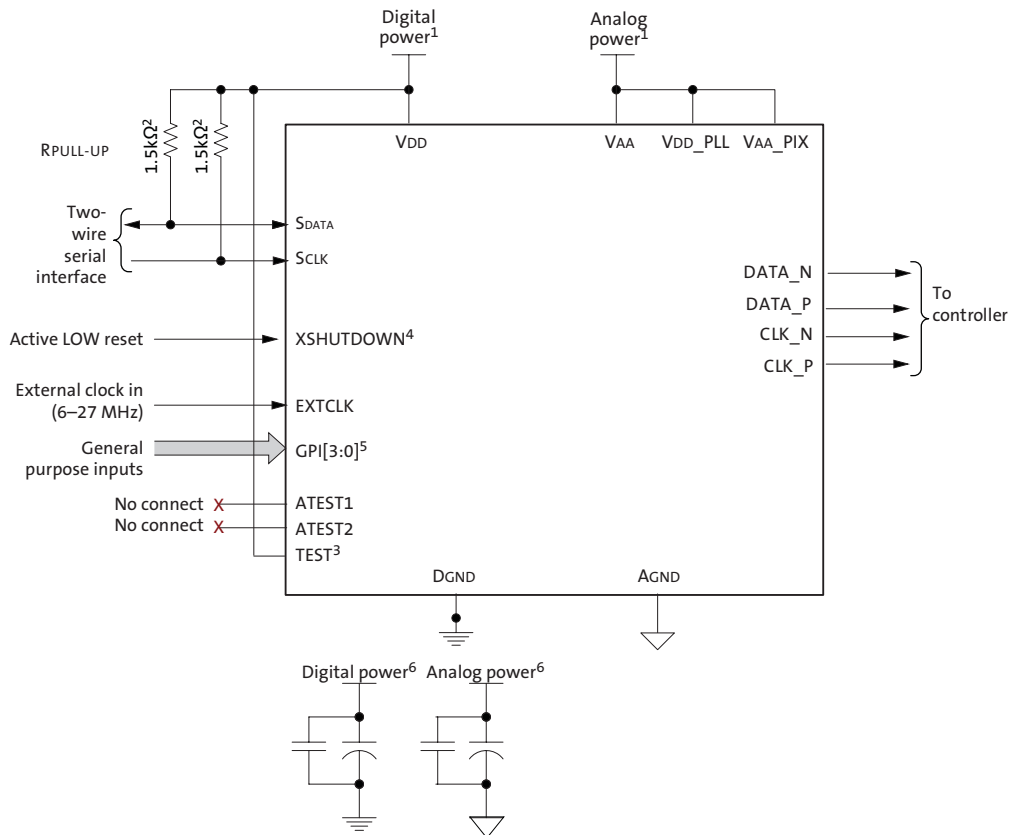 Digital
power1
Analog
power1
RPULL-UP
1.5kΩ2
1.5kΩ2
VDD
VAA
VDD_PLL
VAA_PIX
Two-
wire
serial
interface
SDATA
SCLK
DATA_N
DATA_P
CLK_N
CLK_P
To
controller
Active LOW reset
XSHUTDOWN4
External clock in
(6–27 MHz)
EXTCLK
General
purpose inputs
GPI[3:0]5
No connect
X
ATEST1
No connect
X
ATEST2
TEST3
DGND
AGND
Digital power6
Analog power6